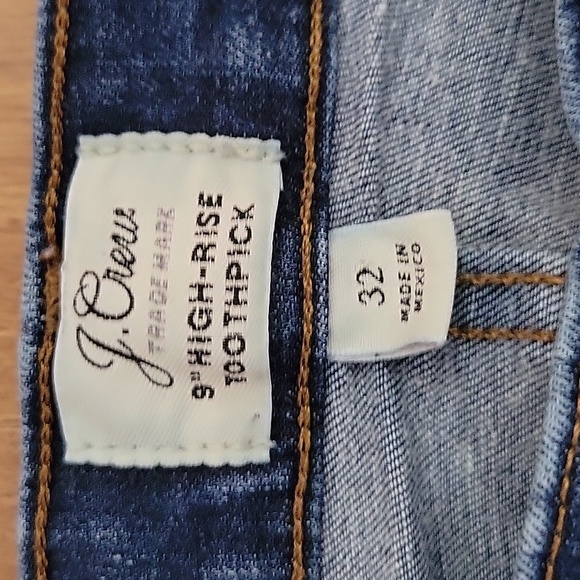 J.Crew
TRADE MARK
9" HIGH-RISE
TOOTHPICK
32
MADE IN
MEXICO